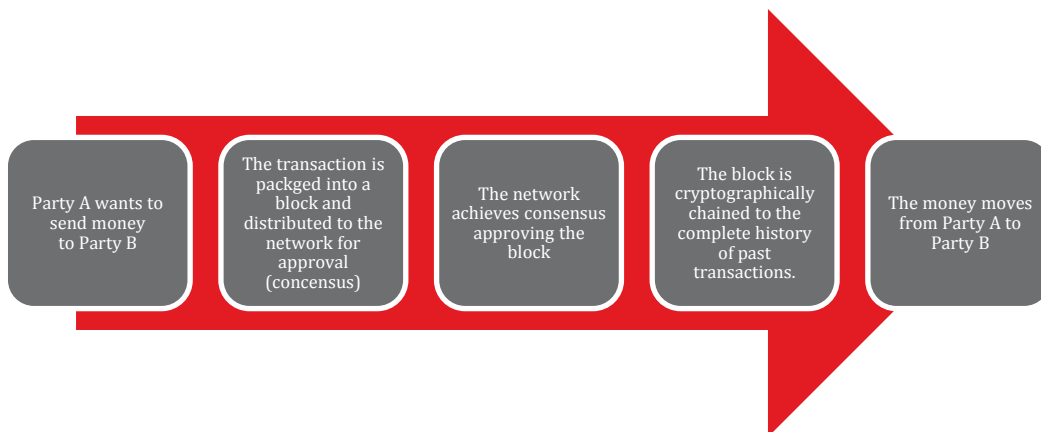 Party A wants to
send money
to Party B
The transaction is
packged into a
block and
distributed to the
network for
approval
(concensus)
The network
achieves consensus
approving the
block
The block is
cryptographically
chained to the
complete history
of past
transactions.
The money moves
from Party A to
Party B